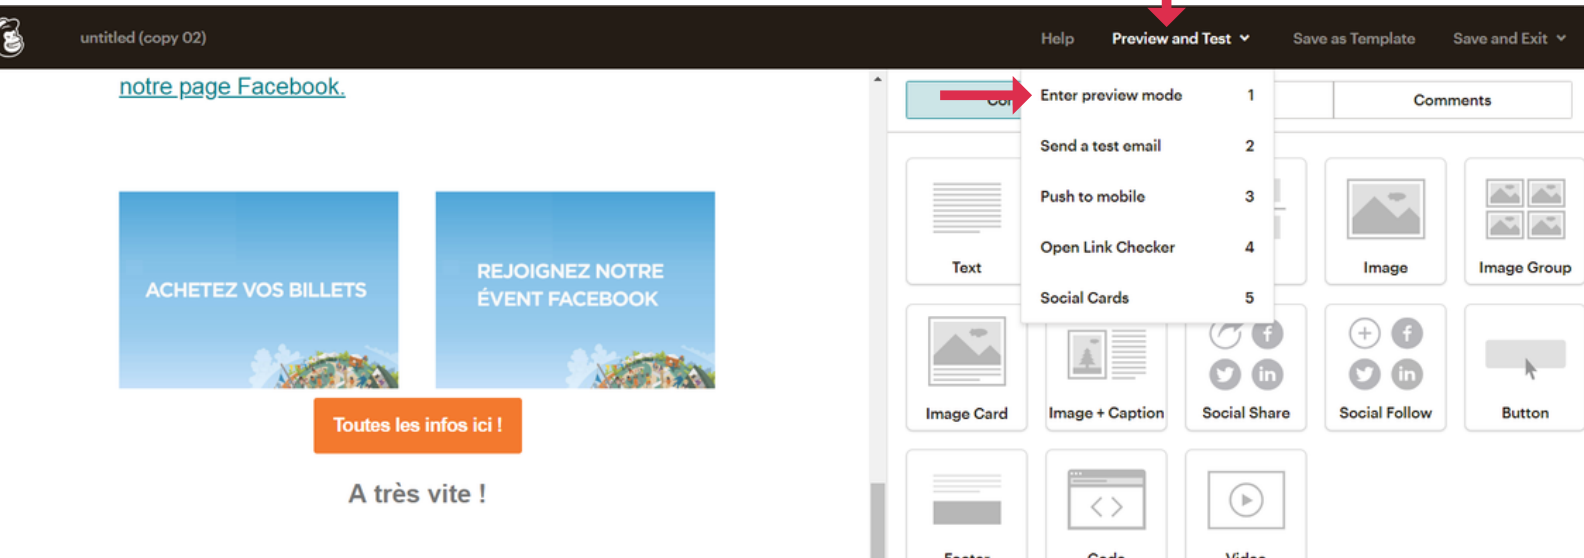 untitled (copy 02)
Help
Preview and Test
Save as Template
Save and Exit
notre page Facebook.
ACHETEZ VOS BILLETS
REJOIGNEZ NOTRE
ÉVENT FACEBOOK
Toutes les infos ici !
A très vite !
Enter preview mode 1
Send a test email 2
Push to mobile 3
Open Link Checker 4
Social Cards 5
Comments
Text
Image
Image Group
Image Card
Image + Caption
Social Share
Social Follow
Button
Footer
Code
Video